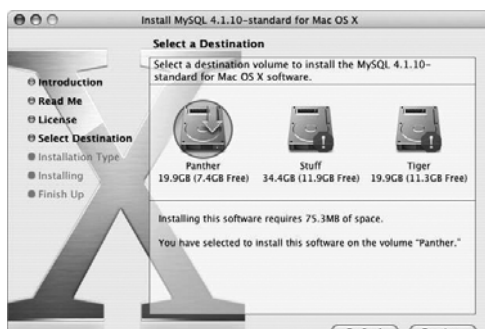 Install MySQL 4.1.10-standard for Mac OS X
Select a Destination
Introduction
Read Me
License
Select Destination
Installation Type
Installing
Finish Up
Select a destination volume to install the MySQL 4.1.10-
standard for Mac OS X software.
Panther
19.9GB (7.4GB Free)
Stuff
34.4GB (11.9GB Free)
Tiger
19.9GB (11.3GB Free)
Installing this software requires 75.3MB of space.
You have selected to install this software on the volume "Panther."